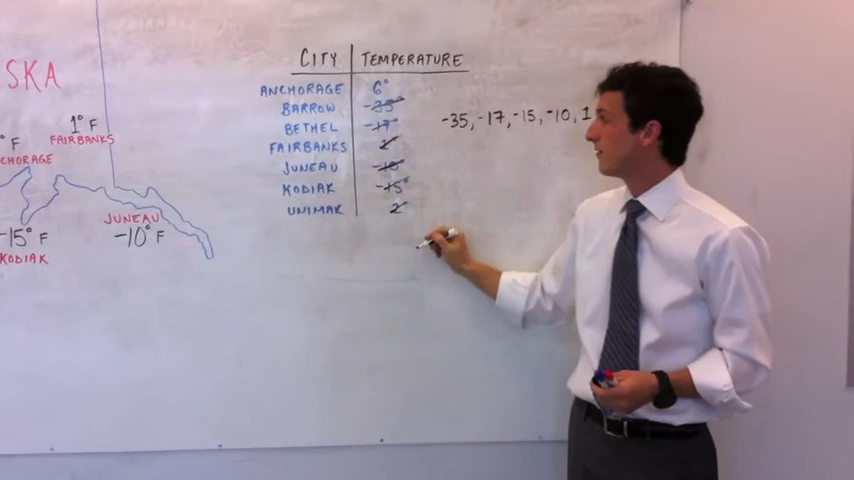 SKA
1° F
FAIRBANKS
° F
CHORAGE
JUNEAU
-10° F
-15° F
KODIAK
CITY TEMPERATURE
ANCHORAGE 6°
BARROW -35°
BETHEL -17°
FAIRBANKS 1°
JUNEAU -10°
KODIAK -15°
UNIMAK 2°
-35, -17, -15, -10, 1